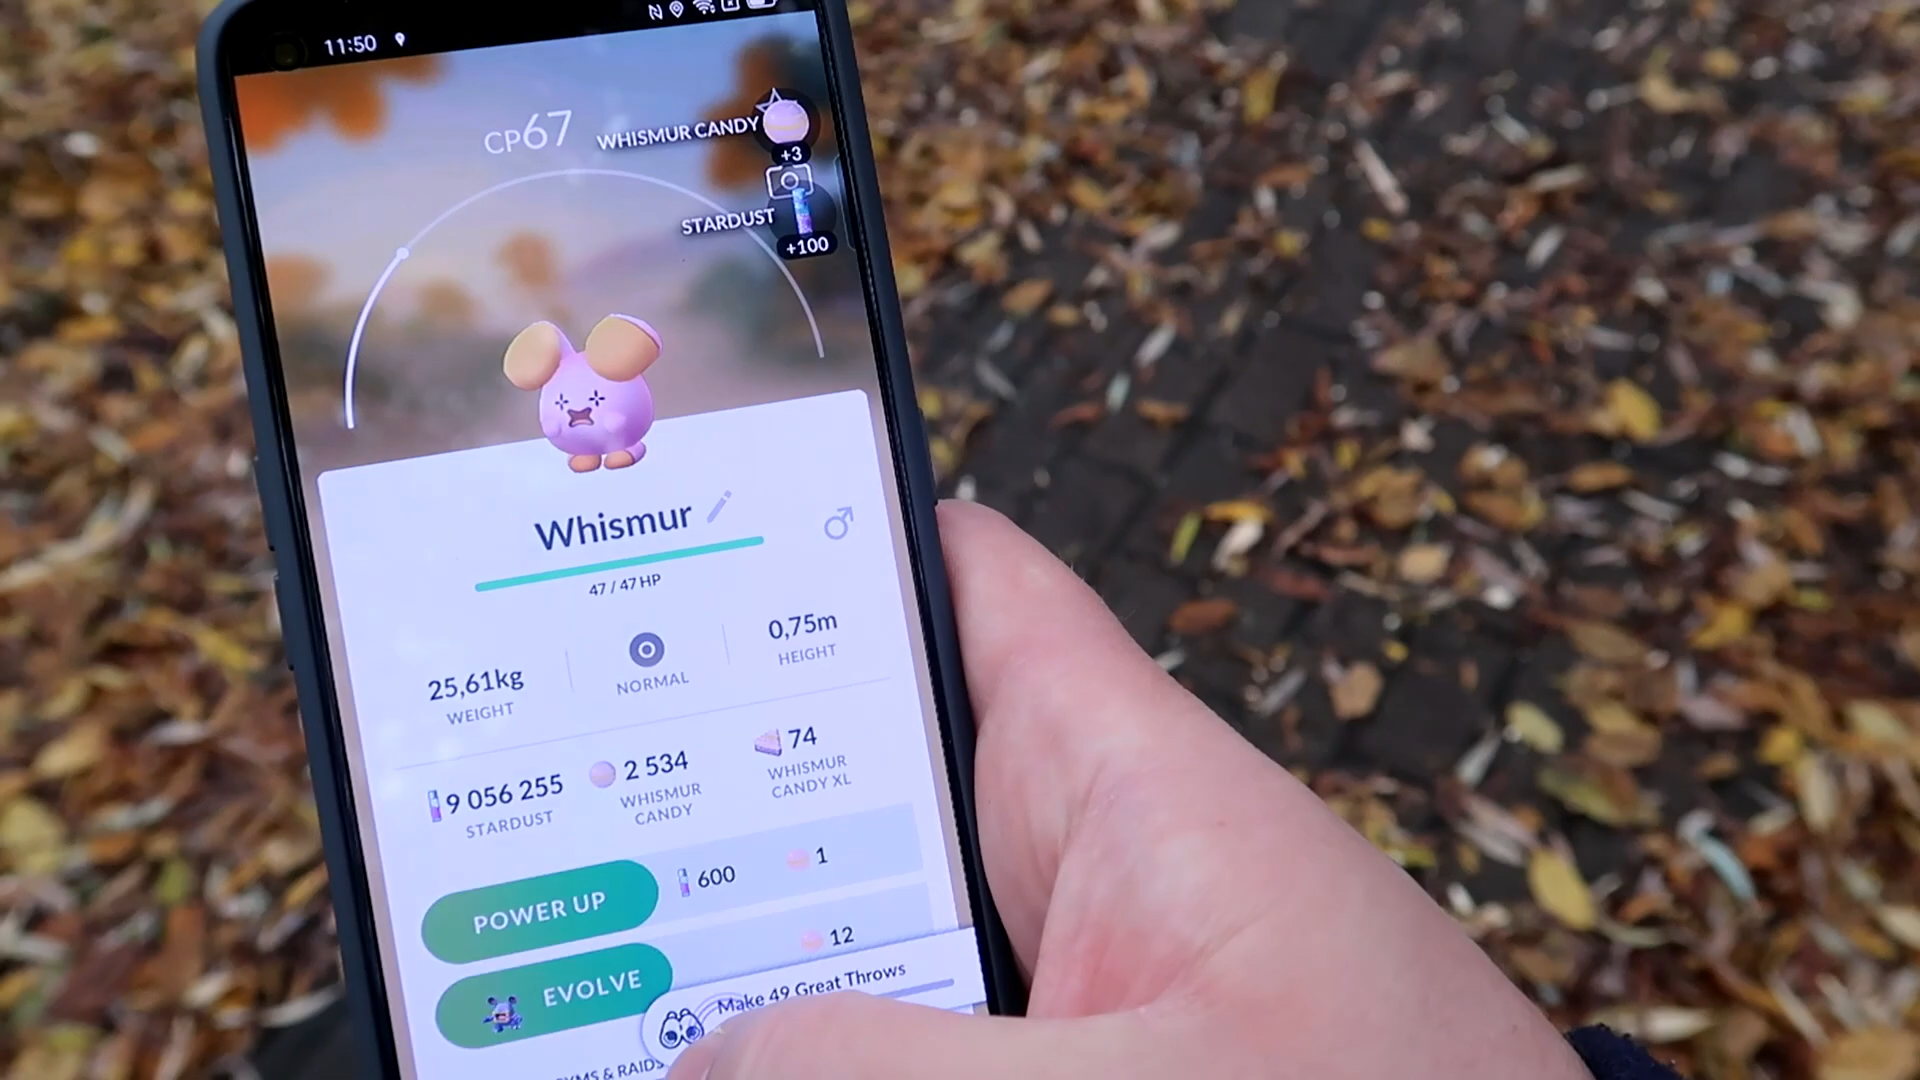 11:50
CP67
WHISMUR CANDY
+3
STARDUST
+100
Whismur
47 / 47 HP
25,61kg
WEIGHT
NORMAL
0,75m
HEIGHT
9 056 255
STARDUST
2 534
WHISMUR
CANDY
74
WHISMUR
CANDY XL
POWER UP
600
1
EVOLVE
12
Make 49 Great Throws
& RAIDS